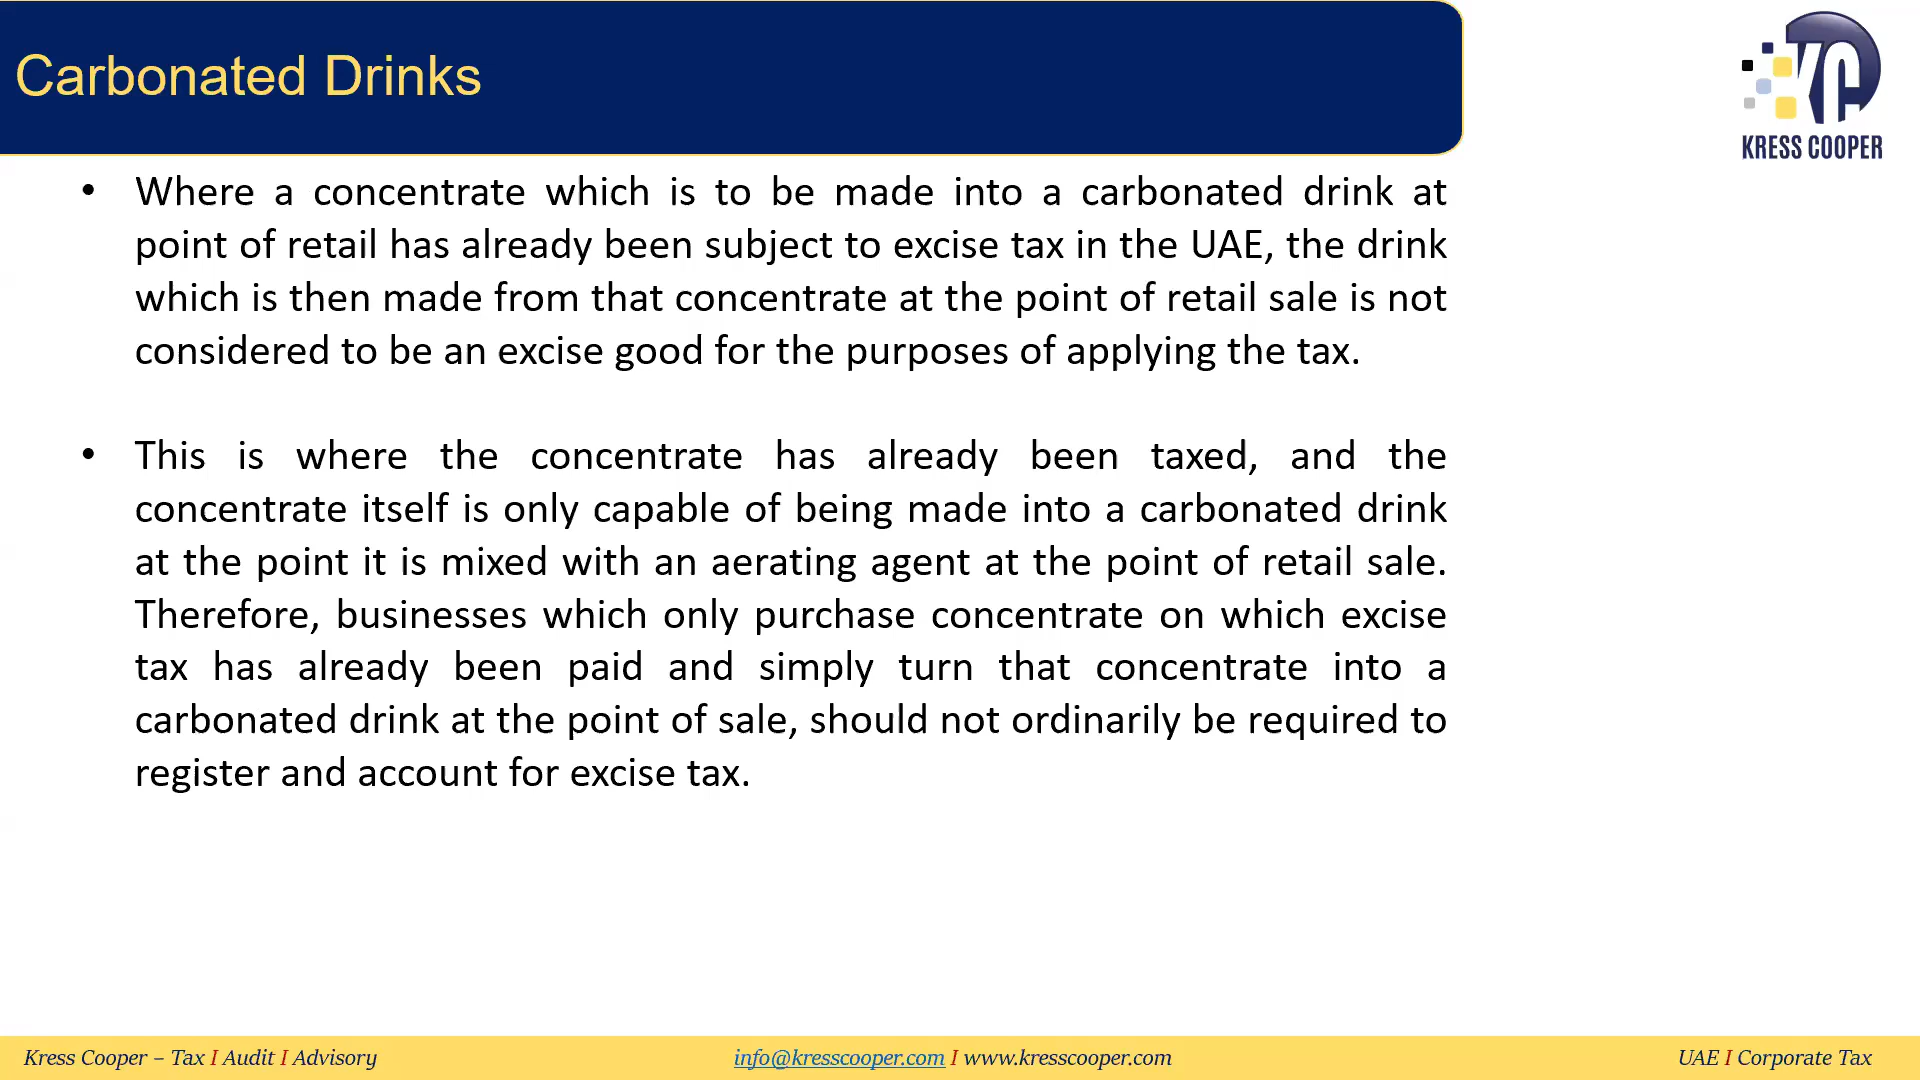 Carbonated Drinks
KRESS COOPER
• Where a concentrate which is to be made into a carbonated drink at
point of retail has already been subject to excise tax in the UAE, the drink
which is then made from that concentrate at the point of retail sale is not
considered to be an excise good for the purposes of applying the tax.
• This is where the concentrate has already been taxed, and the
concentrate itself is only capable of being made into a carbonated drink
at the point it is mixed with an aerating agent at the point of retail sale.
Therefore, businesses which only purchase concentrate on which excise
tax has already been paid and simply turn that concentrate into a
carbonated drink at the point of sale, should not ordinarily be required to
register and account for excise tax.
Kress Cooper – Tax I Audit I Advisory
info@kresscooper.com I www.kresscooper.com
UAE I Corporate Tax